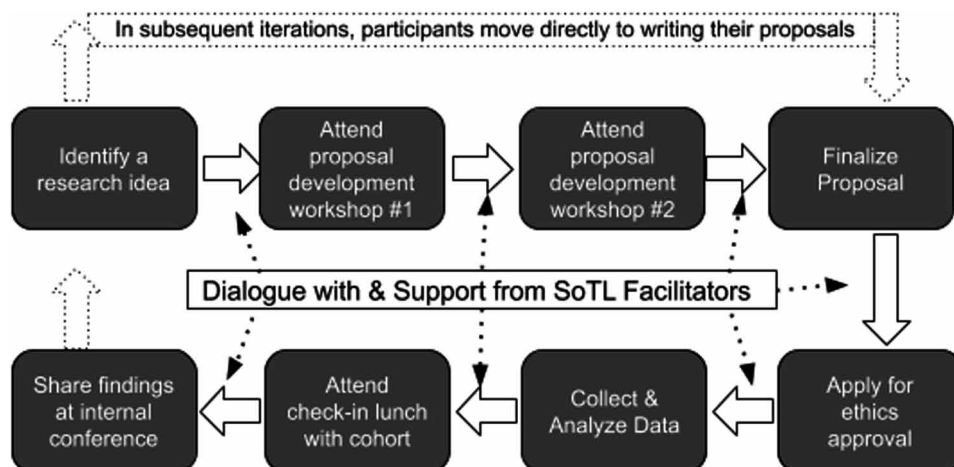 In subsequent iterations, participants move directly to writing their proposals
Identify a
research idea
Attend
proposal
development
workshop #1
Attend
proposal
development
workshop #2
Finalize
Proposal
Dialogue with & Support from SoTL Facilitators
Share findings
at internal
conference
Attend
check-in lunch
with cohort
Collect &
Analyze Data
Apply for
ethics
approval